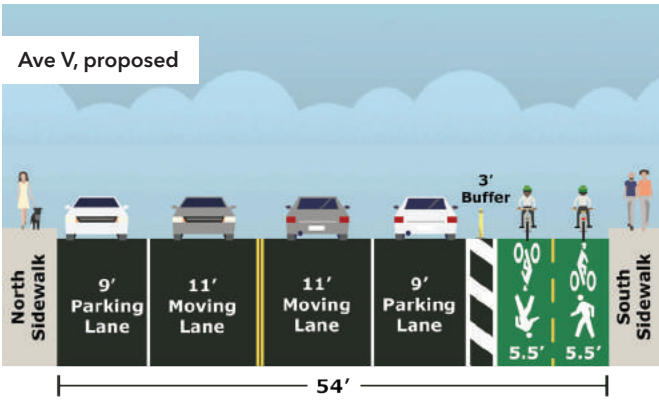 Ave V, proposed
3’
Buffer
North
Sidewalk
9’
Parking
Lane
11’
Moving
Lane
11’
Moving
Lane
9’
Parking
Lane
5.5’
5.5’
South
Sidewalk
54’